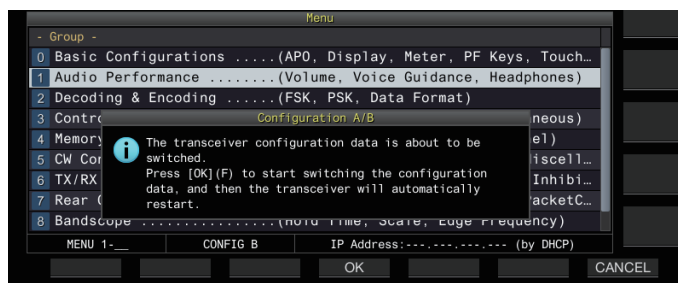 Menu
- Group -
0 Basic Configurations .....(APO, Display, Meter, PF Keys, Touch…
1 Audio Performance ........(Volume, Voice Guidance, Headphones)
2 Decoding & Encoding ......(FSK, PSK, Data Format)
3 Contro
neous)
4 Memory
el)
5 CW Con
iscell…
6 TX/RX
Inhibi…
7 Rear
acketC…
8 Bandscope ................(Hold Time, Scale, Edge Frequency)
Configuration A/B
The transceiver configuration data is about to be
switched.
Press [OK](F) to start switching the configuration
data, and then the transceiver will automatically
restart.
MENU 1-__ CONFIG B IP Address:---.---.---.--- (by DHCP)
OK CANCEL